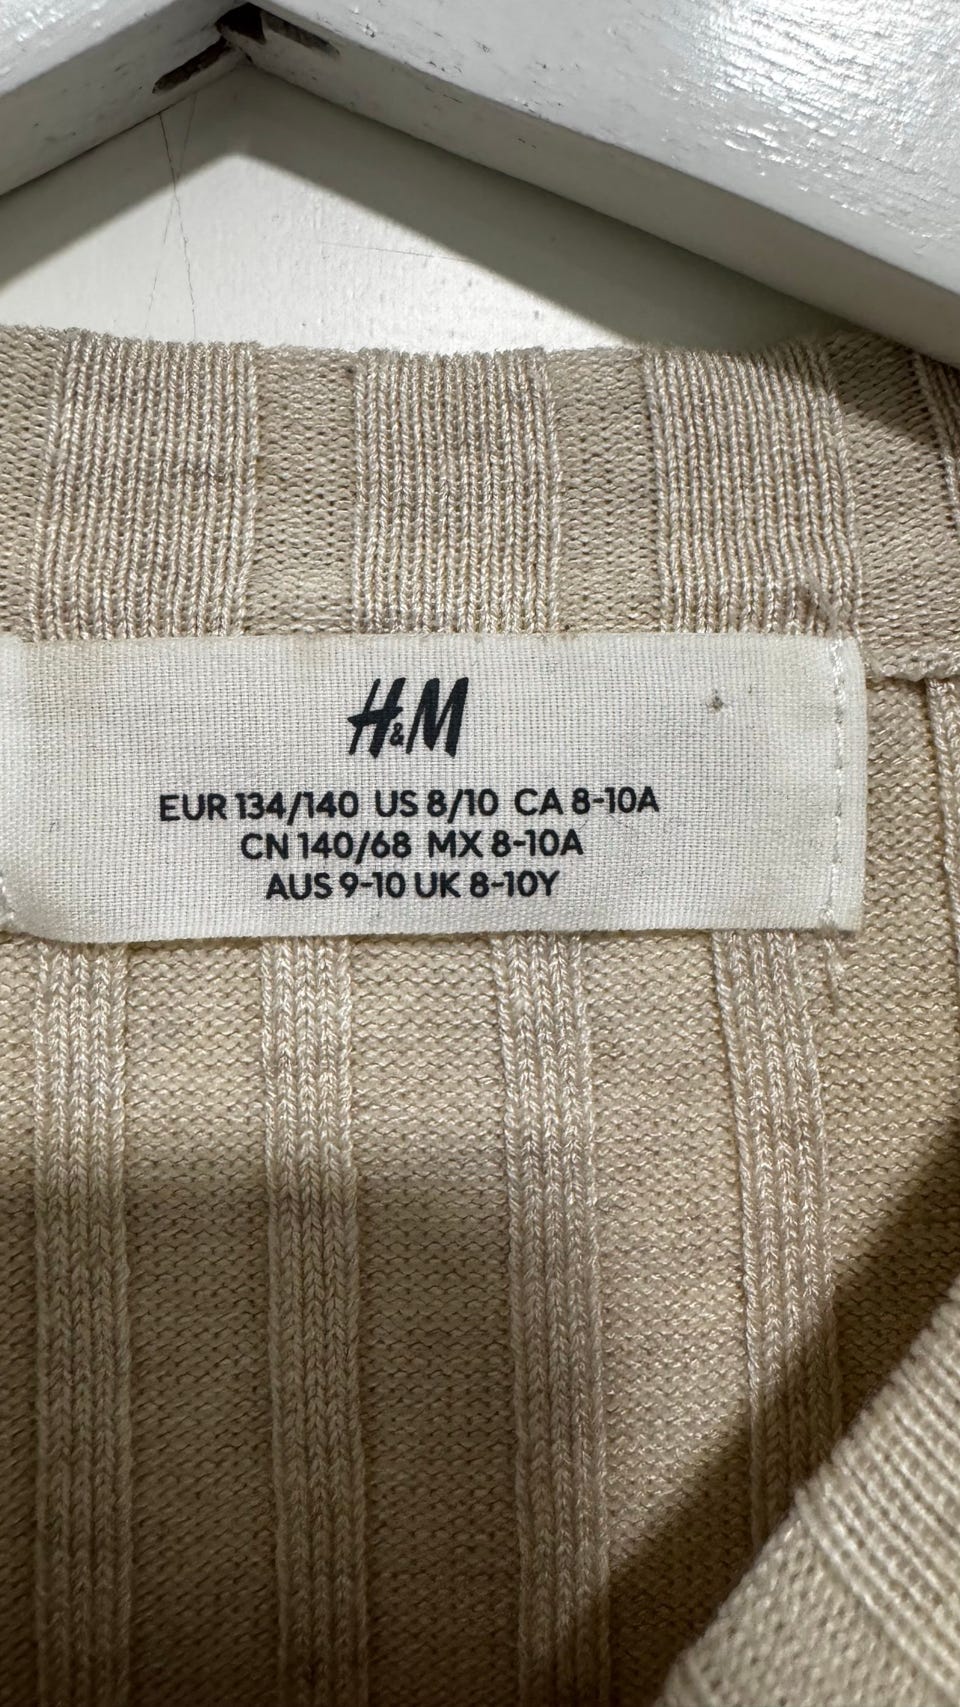 H&M
EUR 134/140 US 8/10 CA 8-10A
CN 140/68 MX 8-10A
AUS 9-10 UK 8-10Y